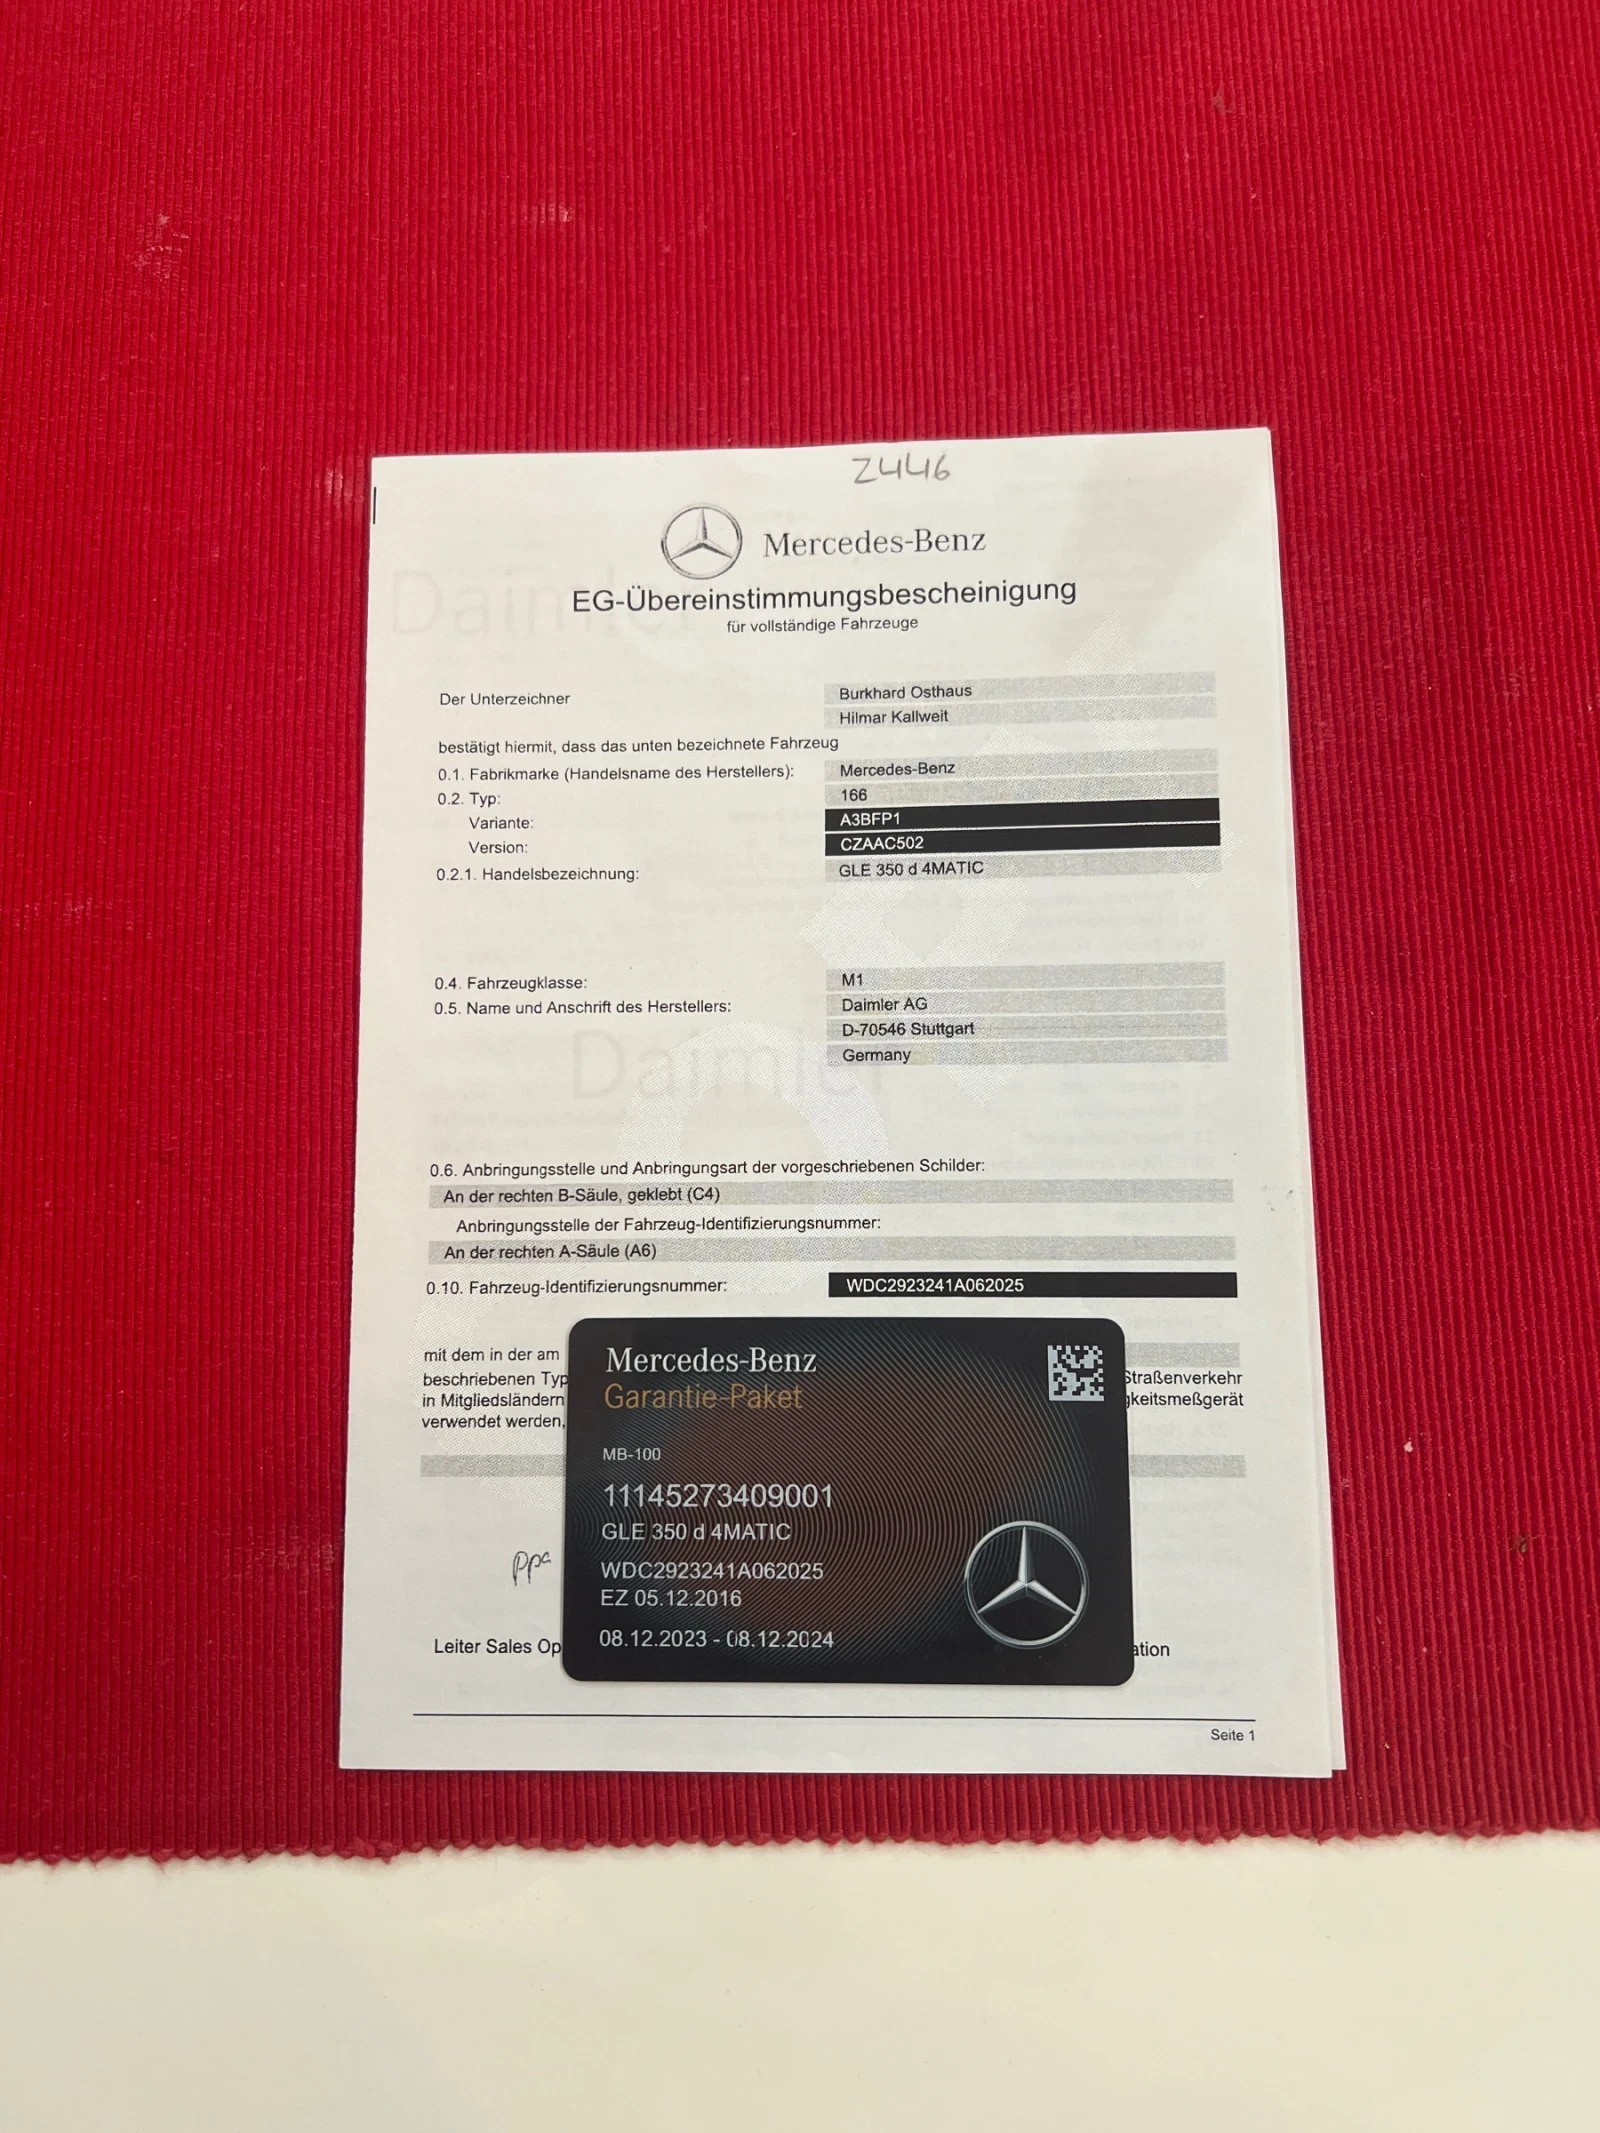 Z446
Mercedes-Benz
EG-Übereinstimmungsbescheinigung
für vollständige Fahrzeuge
Der Unterzeichner
Burkhard Osthaus
Hilmar Kallweit
bestätigt hiermit, dass das unten bezeichnete Fahrzeug
0.1. Fabrikmarke (Handelsname des Herstellers): Mercedes-Benz
0.2. Typ: 166
Variante: A3BFP1
Version: CZAAC502
0.2.1. Handelsbezeichnung: GLE 350 d 4MATIC
0.4. Fahrzeugklasse: M1
0.5. Name und Anschrift des Herstellers: Daimler AG
D-70546 Stuttgart
Germany
Daimler
Daimler
0.6. Anbringungsstelle und Anbringungsart der vorgeschriebenen Schilder:
An der rechten B-Säule, geklebt (C4)
Anbringungsstelle der Fahrzeug-Identifizierungsnummer:
An der rechten A-Säule (A6)
0.10. Fahrzeug-Identifizierungsnummer: WDC2923241A062025
mit dem in der am
beschriebenen Typ Straßenverkehr
in Mitgliedsländern gkeitsmeßgerät
verwendet werden,
Mercedes-Benz
Garantie-Paket
MB-100
11145273409001
GLE 350 d 4MATIC
WDC2923241A062025
EZ 05.12.2016
08.12.2023 - 08.12.2024
ppa
Leiter Sales Op ation
Seite 1